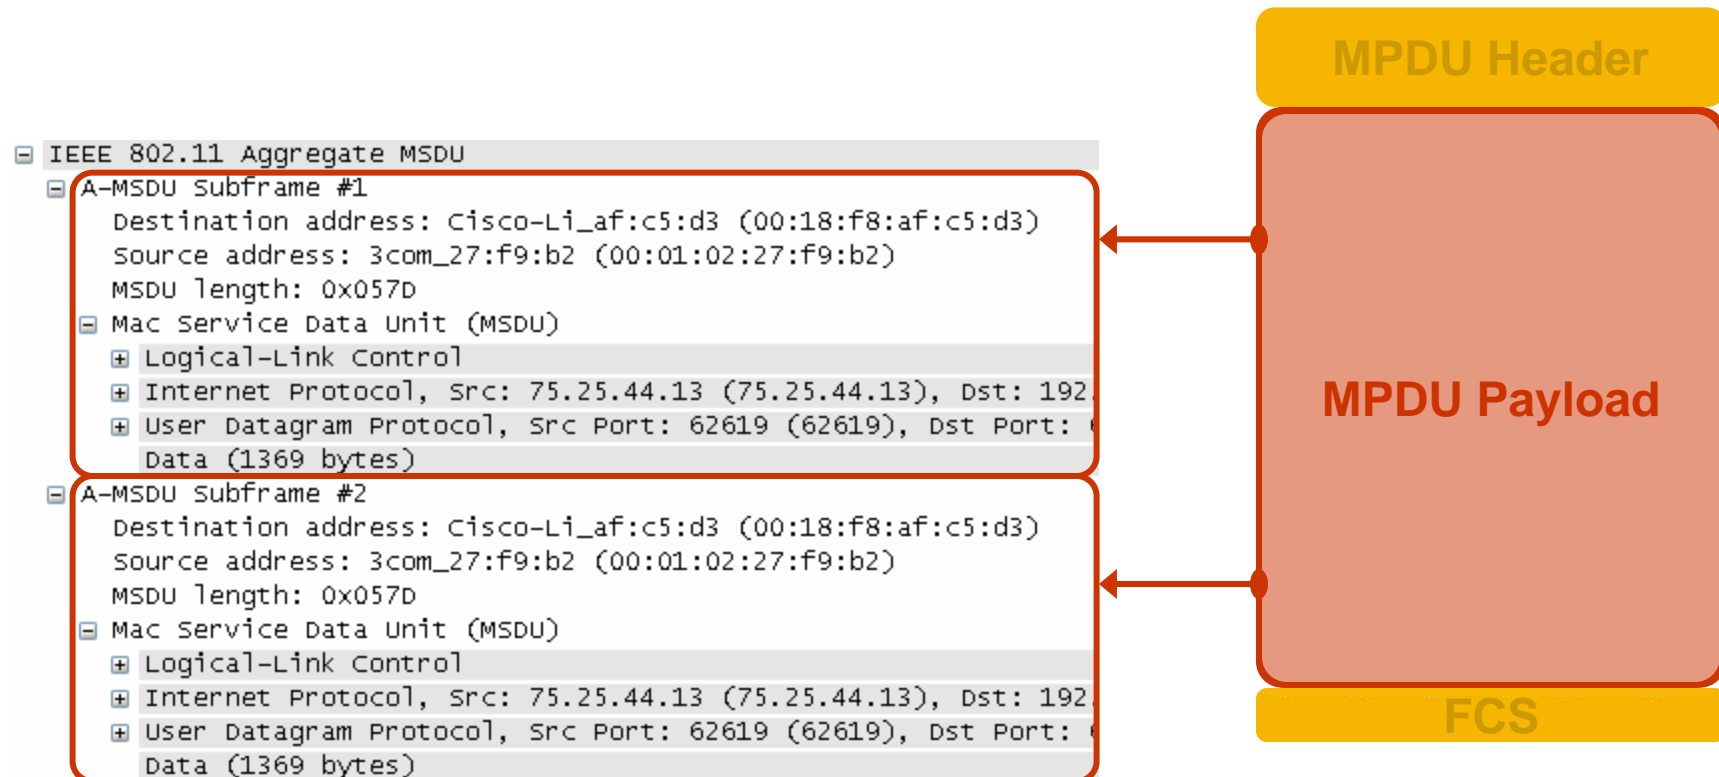 IEEE 802.11 Aggregate MSDU
A-MSDU Subframe #1
Destination address: Cisco-Li_af:c5:d3 (00:18:f8:af:c5:d3)
Source address: 3com_27:f9:b2 (00:01:02:27:f9:b2)
MSDU length: 0x057D
Mac Service Data Unit (MSDU)
Logical-Link Control
Internet Protocol, Src: 75.25.44.13 (75.25.44.13), Dst: 192.
User Datagram Protocol, Src Port: 62619 (62619), Dst Port:
Data (1369 bytes)
A-MSDU Subframe #2
Destination address: Cisco-Li_af:c5:d3 (00:18:f8:af:c5:d3)
Source address: 3com_27:f9:b2 (00:01:02:27:f9:b2)
MSDU length: 0x057D
Mac Service Data Unit (MSDU)
Logical-Link Control
Internet Protocol, Src: 75.25.44.13 (75.25.44.13), Dst: 192.
User Datagram Protocol, Src Port: 62619 (62619), Dst Port:
Data (1369 bytes)
MPDU Header
MPDU Payload
FCS